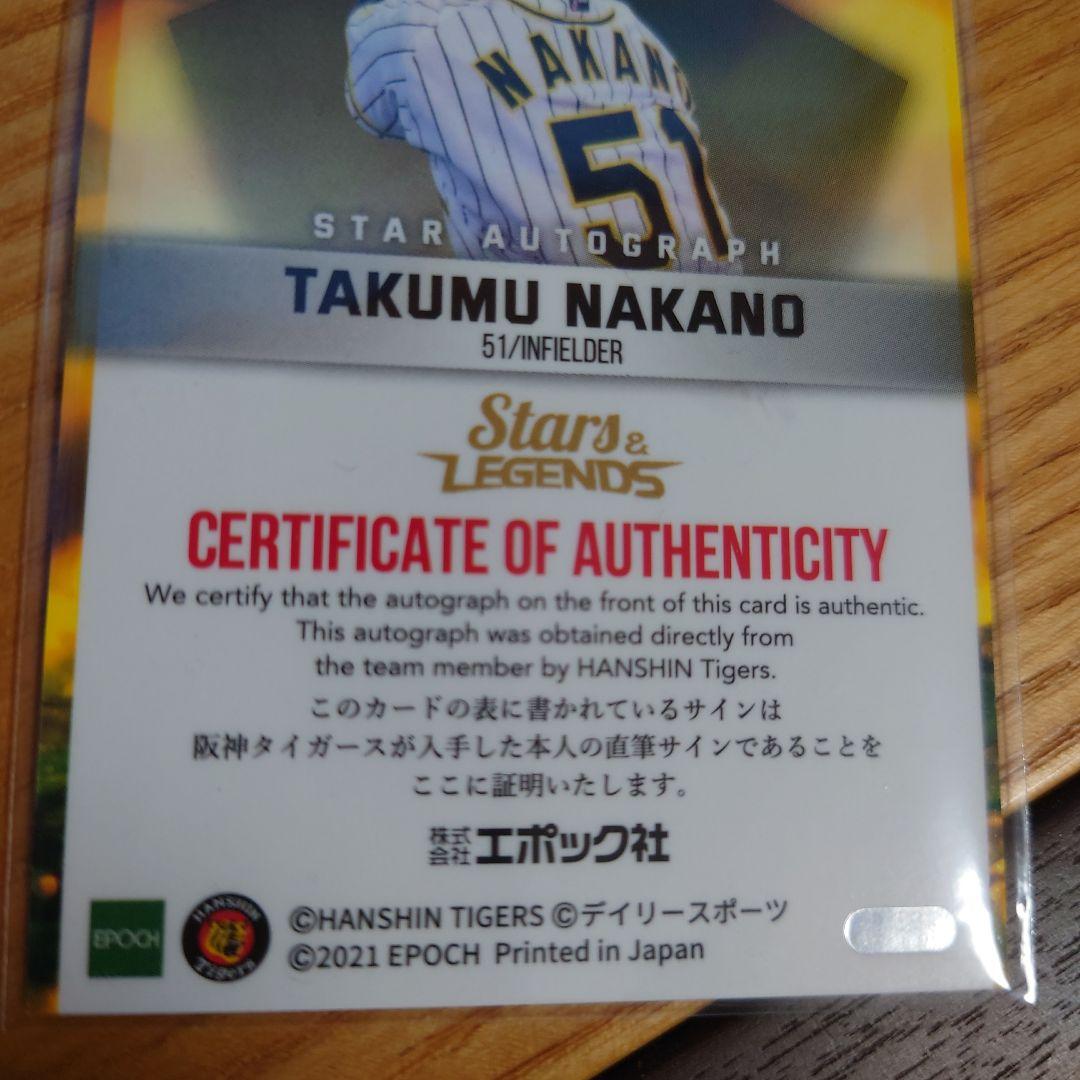 NAKANO
51
STAR AUTOGRAPH
TAKUMU NAKANO
51/INFIELDER
Stars &
LEGENDS
CERTIFICATE OF AUTHENTICITY
We certify that the autograph on the front of this card is authentic.
This autograph was obtained directly from
the team member by HANSHIN Tigers.
このカードの表に書かれているサインは
阪神タイガースが入手した本人の直筆サインであることを
ここに証明いたします。
株式会社エポック社
EPOCH
HANSHIN
Tigers
©HANSHIN TIGERS ©デイリースポーツ
©2021 EPOCH Printed in Japan